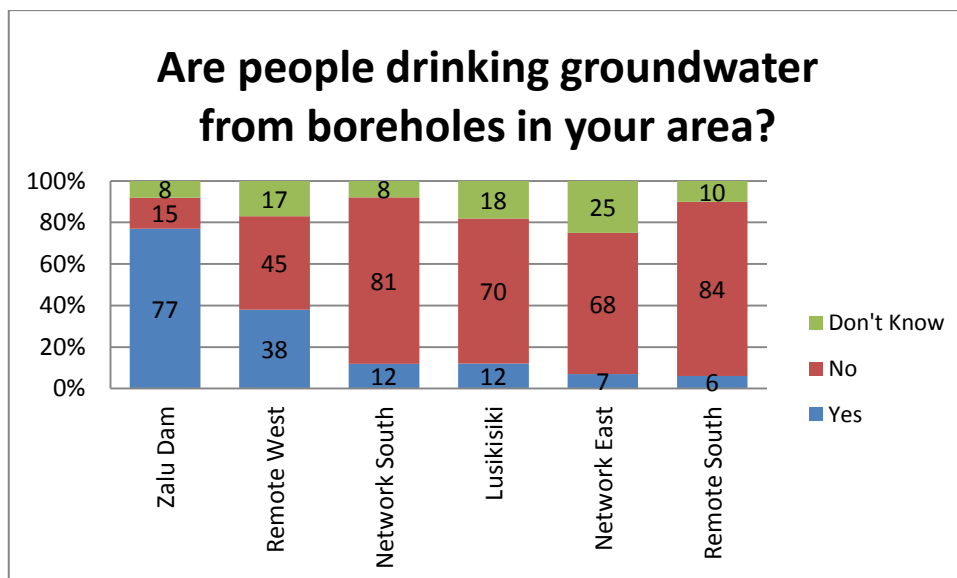 Are people drinking groundwater
from boreholes in your area?
100%
80%
60%
40%
20%
0%
8 17 8 18 25 10
15 45 81 70 68 84
77 38 12 12 7 6
Zalu Dam
Remote West
Network South
Lusikisiki
Network East
Remote South
Don't Know
No
Yes